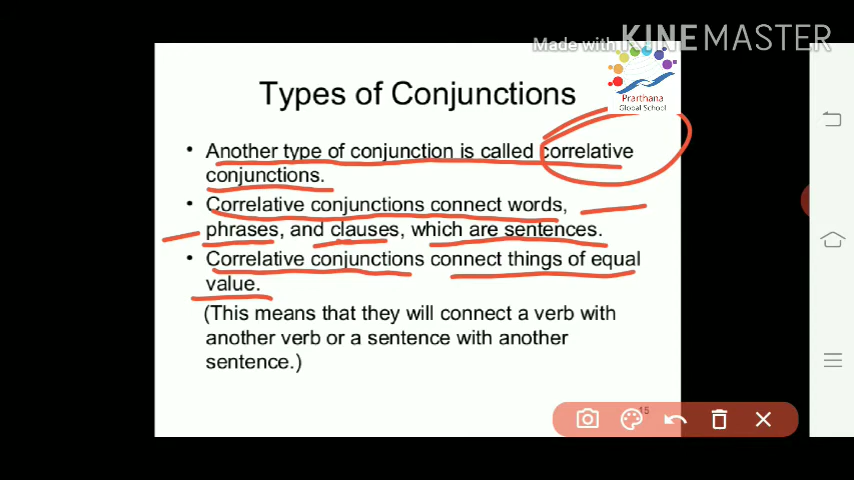 Made with KINEMASTER
Prarthana
Global School
Types of Conjunctions
• Another type of conjunction is called correlative
conjunctions.
• Correlative conjunctions connect words,
phrases, and clauses, which are sentences.
• Correlative conjunctions connect things of equal
value.
(This means that they will connect a verb with
another verb or a sentence with another
sentence.)
15